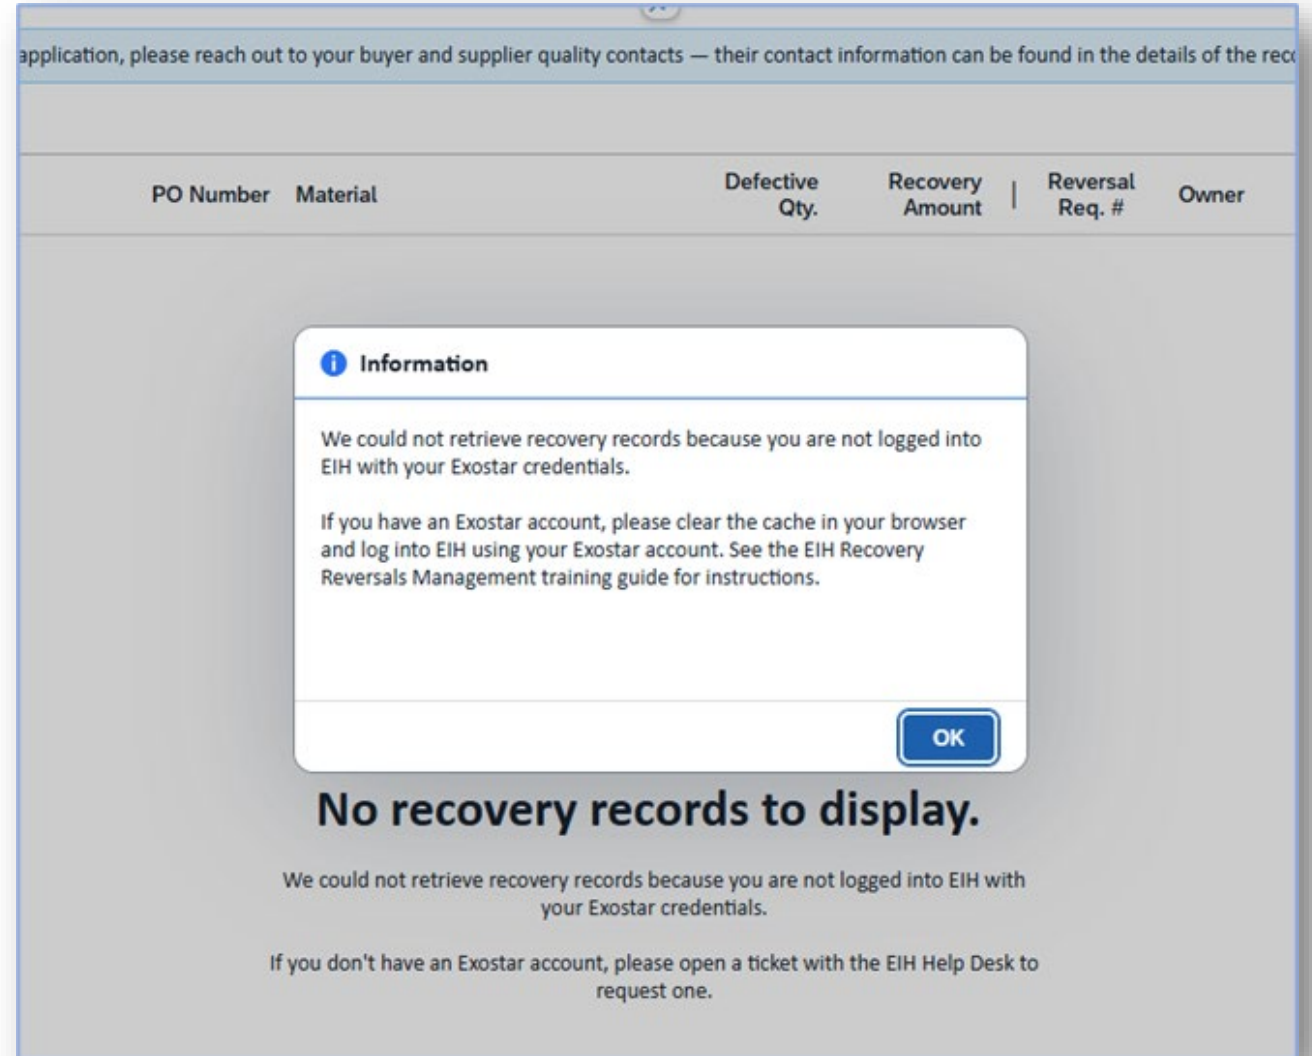 application, please reach out to your buyer and supplier quality contacts — their contact information can be found in the details of the
PO Number Material Defective Qty. Recovery Amount | Reversal Req. # Owner
Information
We could not retrieve recovery records because you are not logged into
EIH with your Exostar credentials.
If you have an Exostar account, please clear the cache in your browser
and log into EIH using your Exostar account. See the EIH Recovery
Reversals Management training guide for instructions.
OK
No recovery records to display.
We could not retrieve recovery records because you are not logged into EIH with
your Exostar credentials.
If you don't have an Exostar account, please open a ticket with the EIH Help Desk to
request one.